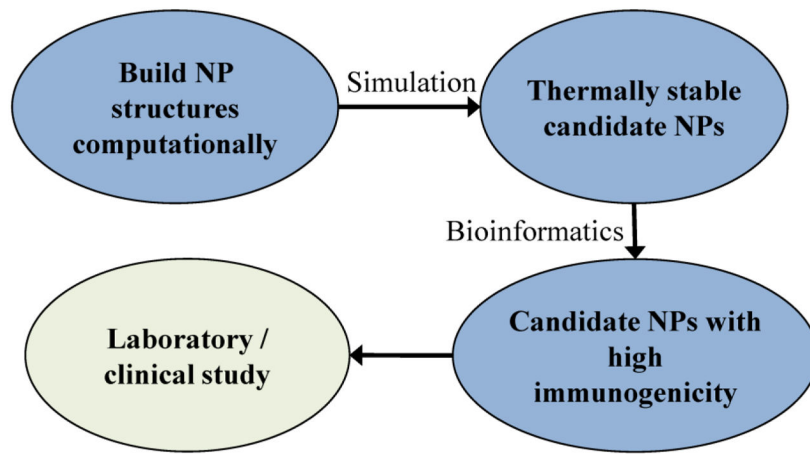 Build NP
structures
computationally
Simulation
Thermally stable
candidate NPs
Bioinformatics
Candidate NPs with
high
immunogenicity
Laboratory /
clinical study